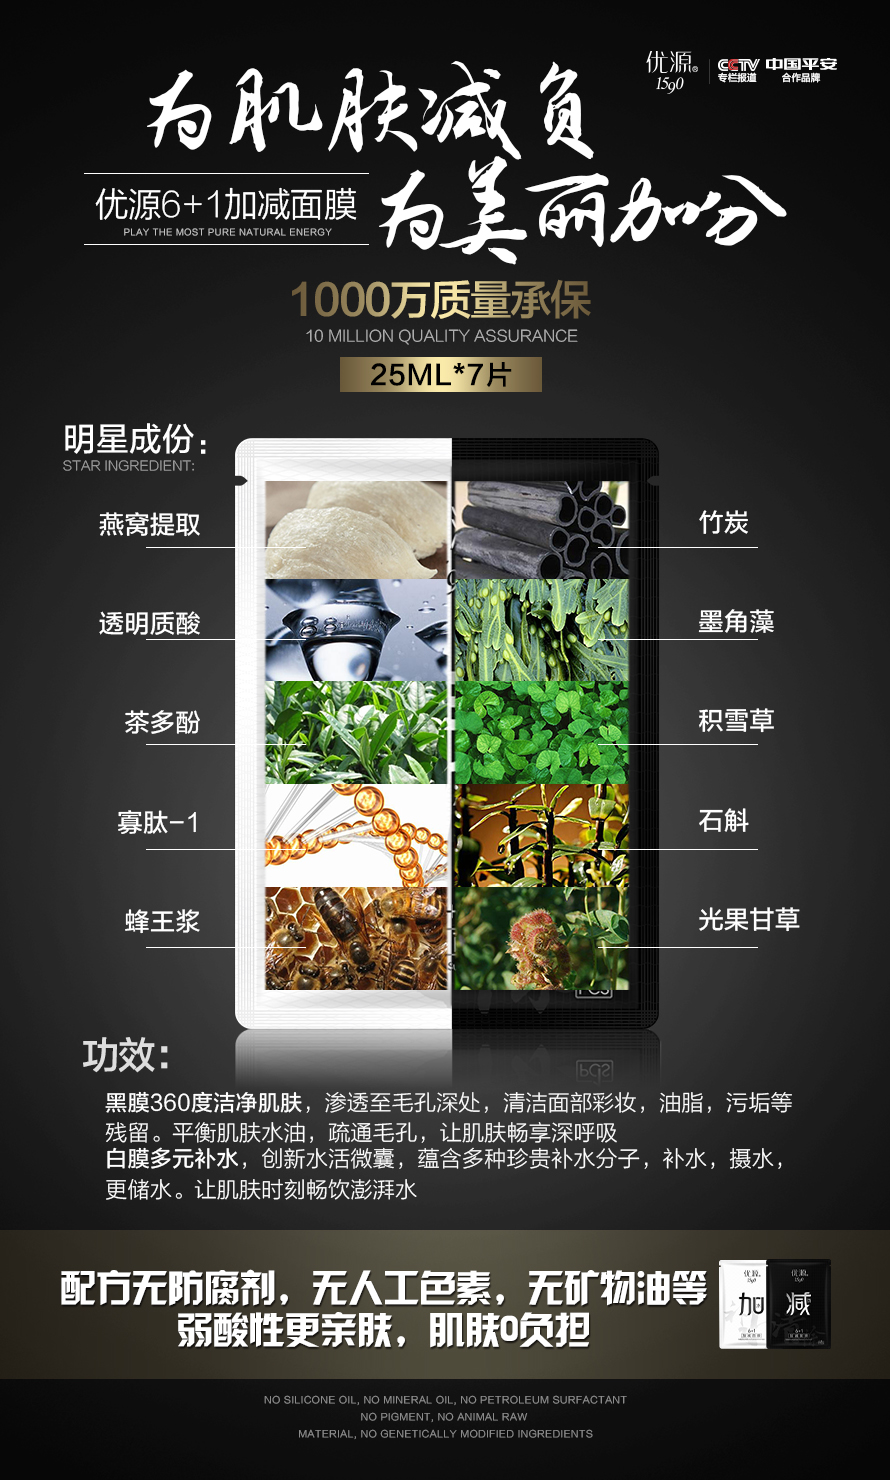 优源®
1590
CCTV
专栏报道
中国平安
合作品牌
为肌肤减负
为美丽加分
优源6+1加减面膜
PLAY THE MOST PURE NATURAL ENERGY
1000万质量承保
10 MILLION QUALITY ASSURANCE
25ML*7片
明星成份：
STAR INGREDIENT:
燕窝提取
竹炭
透明质酸
墨角藻
茶多酚
积雪草
寡肽-1
石斛
蜂王浆
光果甘草
功效：
黑膜360度洁净肌肤，渗透至毛孔深处，清洁面部彩妆，油脂，污垢等
残留。平衡肌肤水油，疏通毛孔，让肌肤畅享深呼吸
白膜多元补水，创新水活微囊，蕴含多种珍贵补水分子，补水，摄水，
更储水。让肌肤时刻畅饮澎湃水
配方无防腐剂，无人工色素，无矿物油等
弱酸性更亲肤，肌肤0负担
优源
1590
加
6+1
优源
1590
减
6+1
NO SILICONE OIL, NO MINERAL OIL, NO PETROLEUM SURFACTANT
NO PIGMENT, NO ANIMAL RAW
MATERIAL, NO GENETICALLY MODIFIED INGREDIENTS